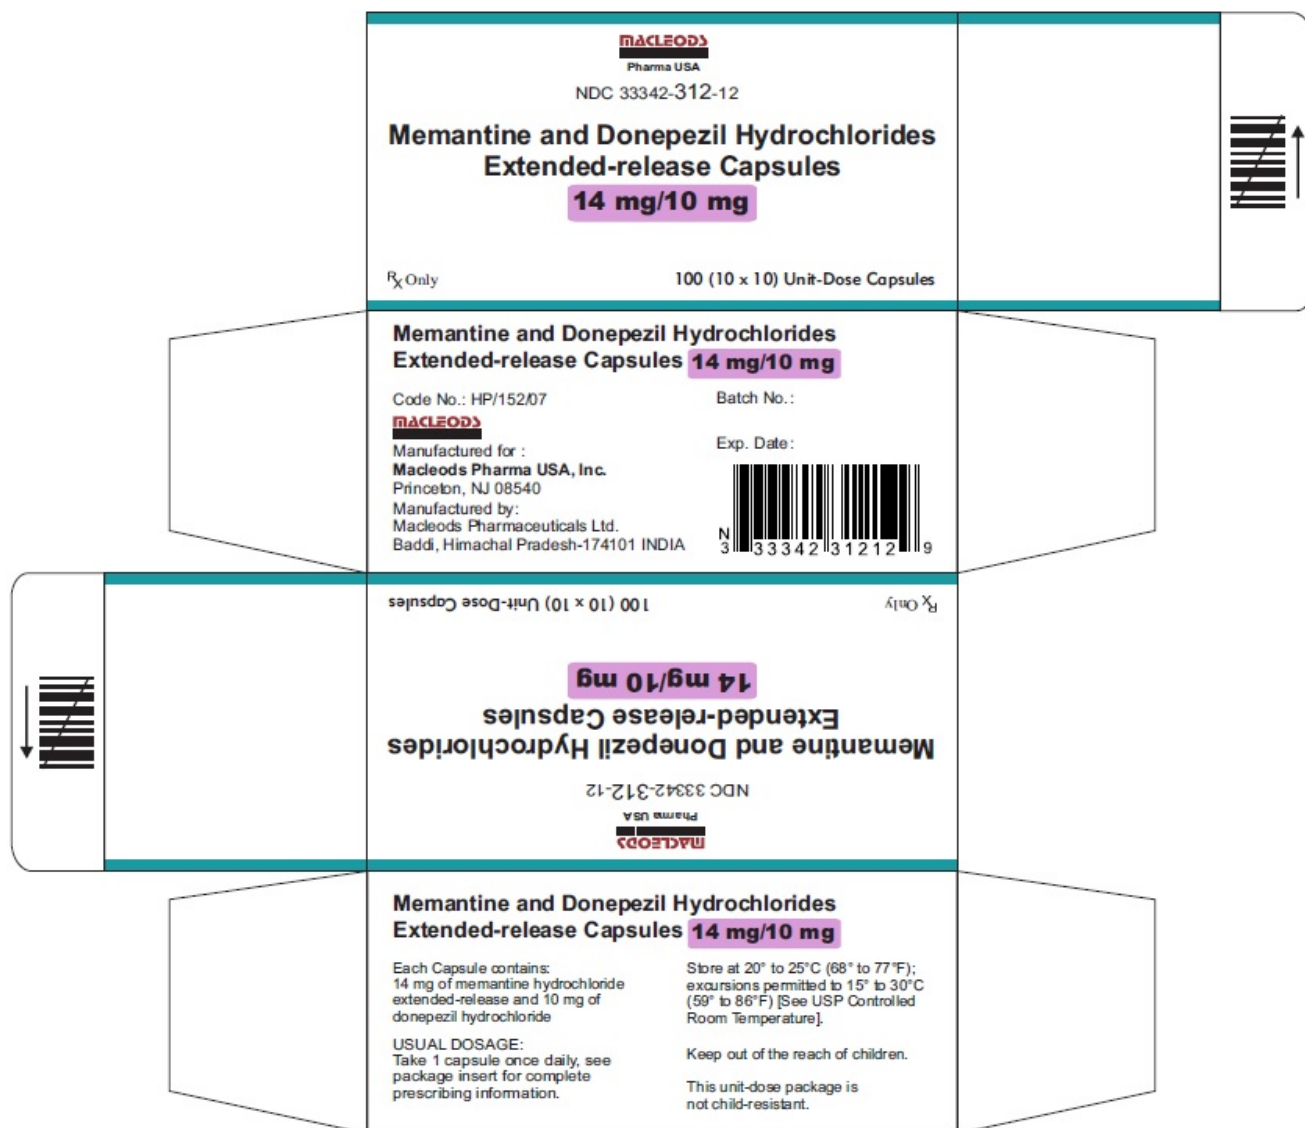 MACLEODS
Pharma USA
NDC 33342-312-12
Memantine and Donepezil Hydrochlorides
Extended-release Capsules
14 mg/10 mg
Rx Only
100 (10 x 10) Unit-Dose Capsules
Memantine and Donepezil Hydrochlorides
Extended-release Capsules 14 mg/10 mg
Code No.: HP/152/07
MACLEODS
Manufactured for :
Macleods Pharma USA, Inc.
Princeton, NJ 08540
Manufactured by:
Macleods Pharmaceuticals Ltd.
Baddi, Himachal Pradesh-174101 INDIA
Batch No.:
Exp. Date:
N
3 33342 31212 9
MACLEODS
Pharma USA
NDC 33342-312-12
Memantine and Donepezil Hydrochlorides
Extended-release Capsules
14 mg/10 mg
Rx Only
100 (10 x 10) Unit-Dose Capsules
Memantine and Donepezil Hydrochlorides
Extended-release Capsules 14 mg/10 mg
Each Capsule contains:
14 mg of memantine hydrochloride
extended-release and 10 mg of
donepezil hydrochloride
USUAL DOSAGE:
Take 1 capsule once daily, see
package insert for complete
prescribing information.
Store at 20° to 25°C (68° to 77°F);
excursions permitted to 15° to 30°C
(59° to 86°F) [See USP Controlled
Room Temperature].
Keep out of the reach of children.
This unit-dose package is
not child-resistant.